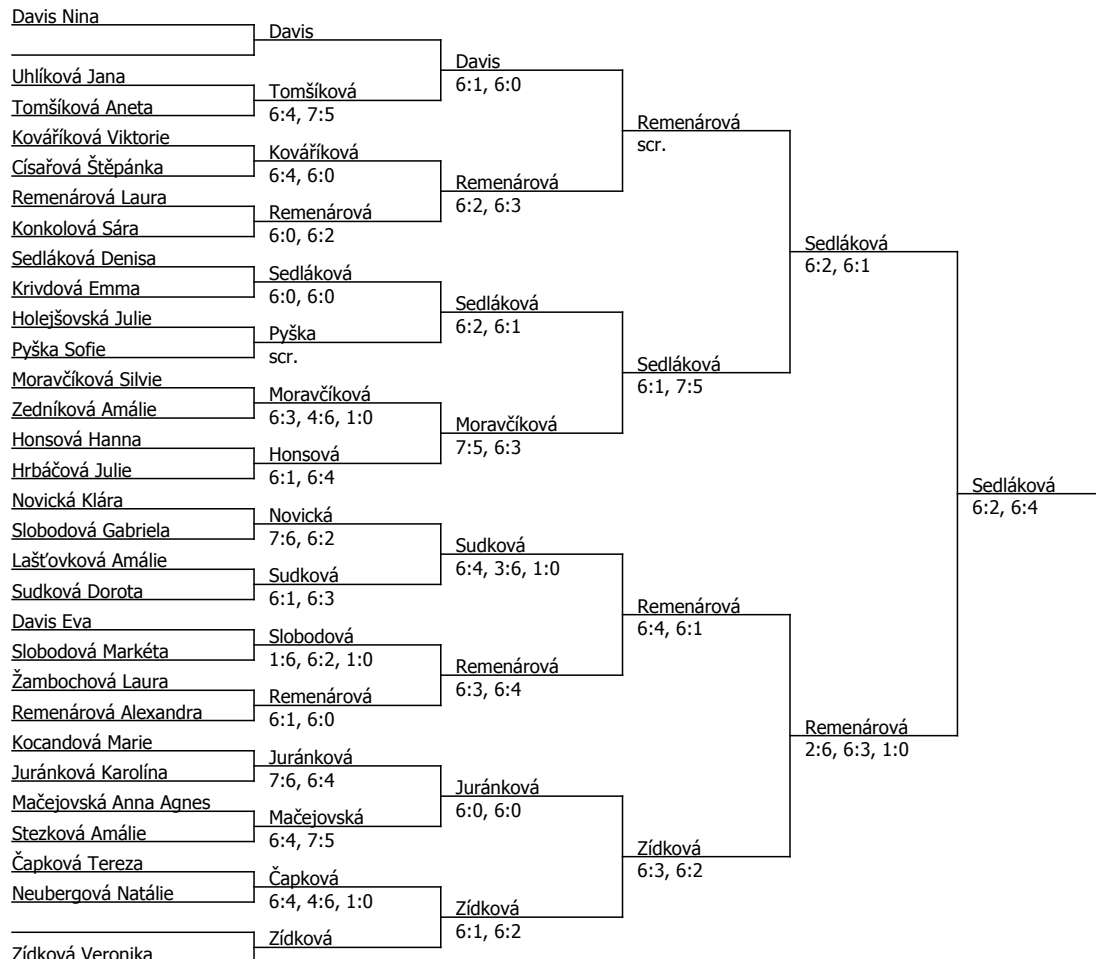 Davis Nina
Uhlíková Jana
Tomšíková Aneta
Kováříková Viktorie
Císařová Štěpánka
Remenárová Laura
Konkolová Sára
Sedláková Denisa
Krivdová Emma
Holejšovská Julie
Pyška Sofie
Moravčíková Silvie
Zedníková Amálie
Honsová Hanna
Hrbáčová Julie
Novická Klára
Slobodová Gabriela
Lašťovková Amálie
Sudková Dorota
Davis Eva
Slobodová Markéta
Žambochová Laura
Remenárová Alexandra
Kocandová Marie
Juránková Karolína
Mačejovská Anna Agnes
Stezková Amálie
Čapková Tereza
Neubergová Natálie
Zídková Veronika
Davis
Tomšíková
6:4, 7:5
Kováříková
6:4, 6:0
Remenárová
6:0, 6:2
Sedláková
6:0, 6:0
Pyška
scr.
Moravčíková
6:3, 4:6, 1:0
Honsová
6:1, 6:4
Novická
7:6, 6:2
Sudková
6:1, 6:3
Slobodová
1:6, 6:2, 1:0
Remenárová
6:1, 6:0
Juránková
7:6, 6:4
Mačejovská
6:4, 7:5
Čapková
6:4, 4:6, 1:0
Zídková
Davis
6:1, 6:0
Remenárová
6:2, 6:3
Sedláková
6:2, 6:1
Moravčíková
7:5, 6:3
Sudková
6:4, 3:6, 1:0
Remenárová
6:3, 6:4
Juránková
6:0, 6:0
Zídková
6:1, 6:2
Remenárová
scr.
Sedláková
6:1, 7:5
Remenárová
6:4, 6:1
Zídková
6:3, 6:2
Sedláková
6:2, 6:1
Remenárová
2:6, 6:3, 1:0
Sedláková
6:2, 6:4